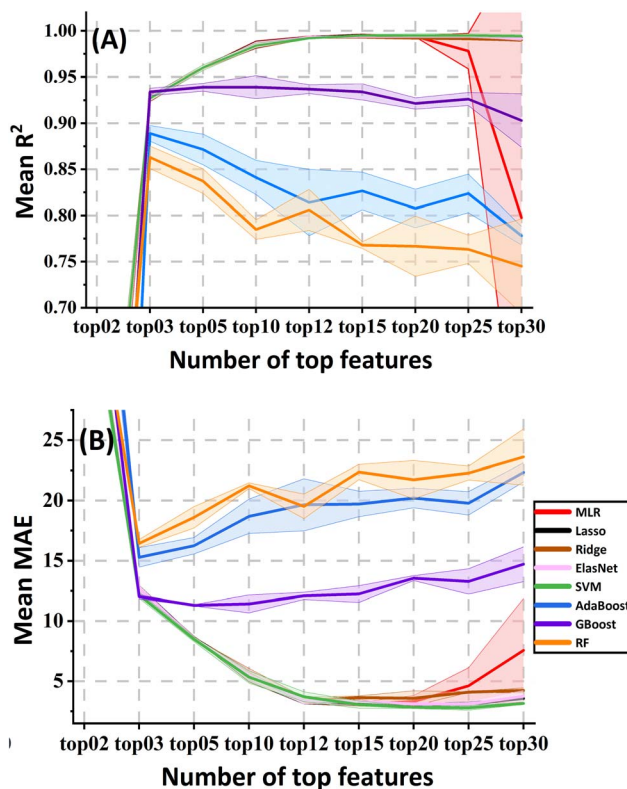 (A)
1.00
0.95
0.90
0.85
0.80
0.75
0.70
Mean R²
top02 top03 top05 top10 top12 top15 top20 top25 top30
Number of top features
(B)
25
20
15
10
5
Mean MAE
MLR
Lasso
Ridge
ElasNet
SVM
AdaBoost
GBoost
RF
top02 top03 top05 top10 top12 top15 top20 top25 top30
Number of top features